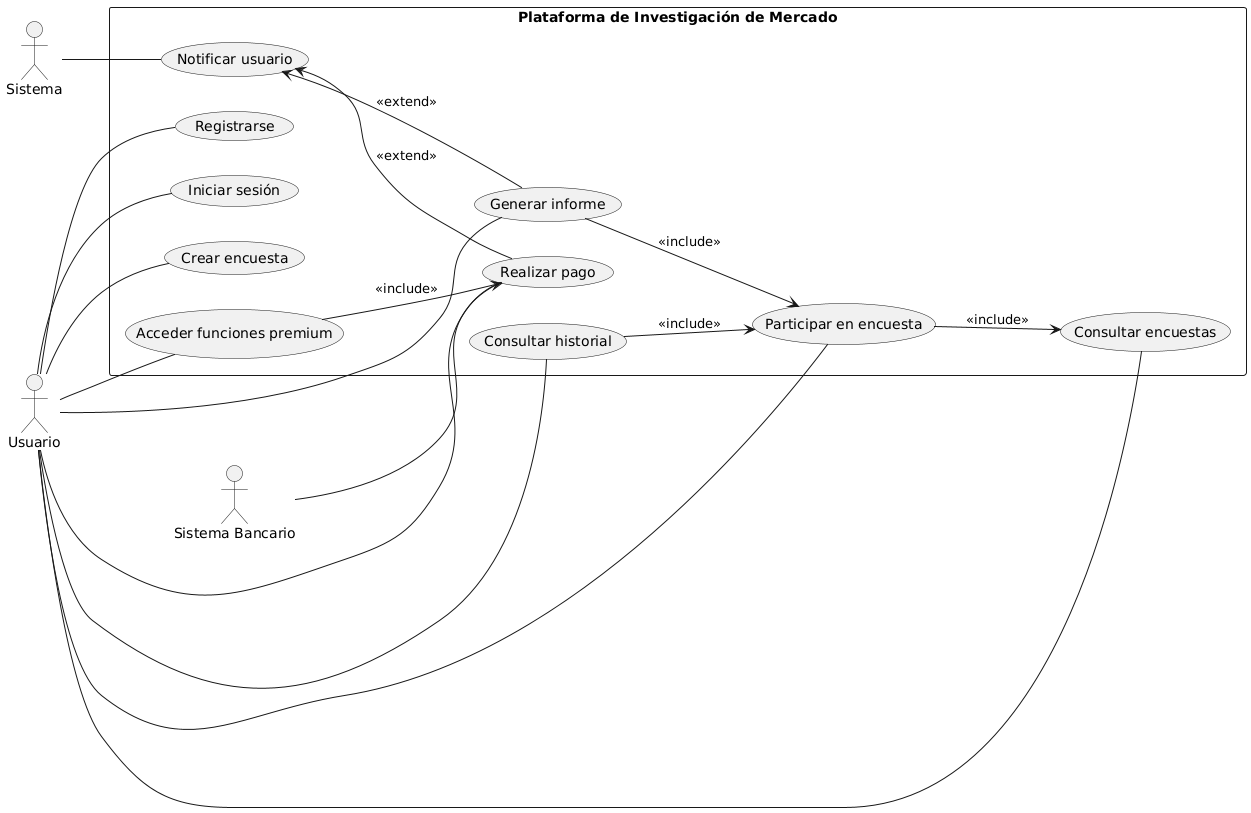 Plataforma de Investigación de Mercado
Sistema
Notificar usuario
«extend»
Registrarse
«extend»
Iniciar sesión
Generar informe
«include»
Crear encuesta
Realizar pago
«include»
Acceder funciones premium
Consultar historial
«include»
Participar en encuesta
«include»
Consultar encuestas
Usuario
Sistema Bancario